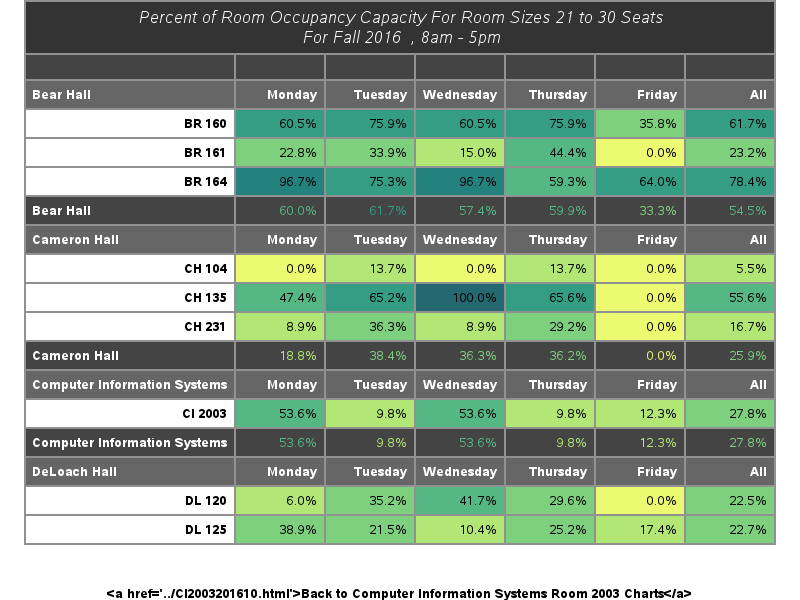 Percent of Room Occupancy Capacity For Room Sizes 21 to 30 Seats
For Fall 2016 , 8am - 5pm
Bear Hall Monday Tuesday Wednesday Thursday Friday All
BR 160 60.5% 75.9% 60.5% 75.9% 35.8% 61.7%
BR 161 22.8% 33.9% 15.0% 44.4% 0.0% 23.2%
BR 164 96.7% 75.3% 96.7% 59.3% 64.0% 78.4%
Bear Hall 60.0% 61.7% 57.4% 59.9% 33.3% 54.5%
Cameron Hall Monday Tuesday Wednesday Thursday Friday All
CH 104 0.0% 13.7% 0.0% 13.7% 0.0% 5.5%
CH 135 47.4% 65.2% 100.0% 65.6% 0.0% 55.6%
CH 231 8.9% 36.3% 8.9% 29.2% 0.0% 16.7%
Cameron Hall 18.8% 38.4% 36.3% 36.2% 0.0% 25.9%
Computer Information Systems Monday Tuesday Wednesday Thursday Friday All
CI 2003 53.6% 9.8% 53.6% 9.8% 12.3% 27.8%
Computer Information Systems 53.6% 9.8% 53.6% 9.8% 12.3% 27.8%
DeLoach Hall Monday Tuesday Wednesday Thursday Friday All
DL 120 6.0% 35.2% 41.7% 29.6% 0.0% 22.5%
DL 125 38.9% 21.5% 10.4% 25.2% 17.4% 22.7%
<a href='../CI2003201610.html'>Back to Computer Information Systems Room 2003 Charts</a>